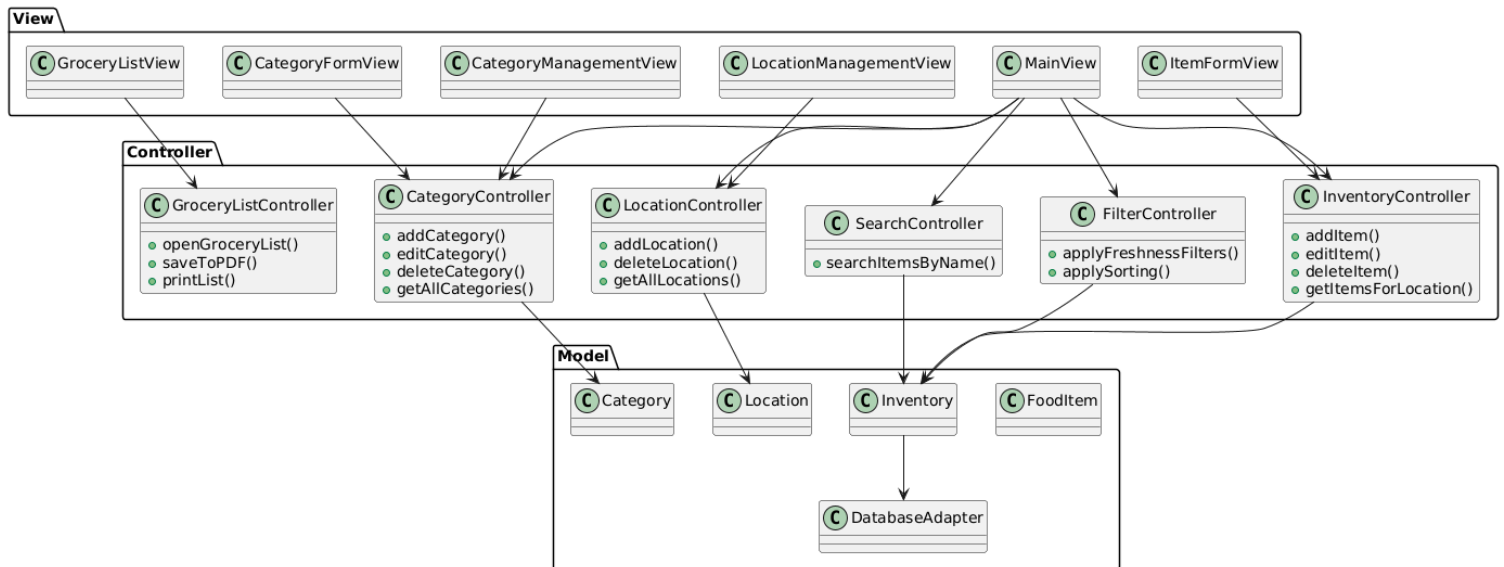 View
C GroceryListView
C CategoryFormView
C CategoryManagementView
C LocationManagementView
C MainView
C ItemFormView
Controller
C GroceryListController
openGroceryList()
saveToPDF()
printList()
C CategoryController
addCategory()
editCategory()
deleteCategory()
getAllCategories()
C LocationController
addLocation()
deleteLocation()
getAllLocations()
C SearchController
searchItemsByName()
C FilterController
applyFreshnessFilters()
applySorting()
C InventoryController
addItem()
editItem()
deleteItem()
getItemsForLocation()
Model
C Category
C Location
C Inventory
C FoodItem
C DatabaseAdapter